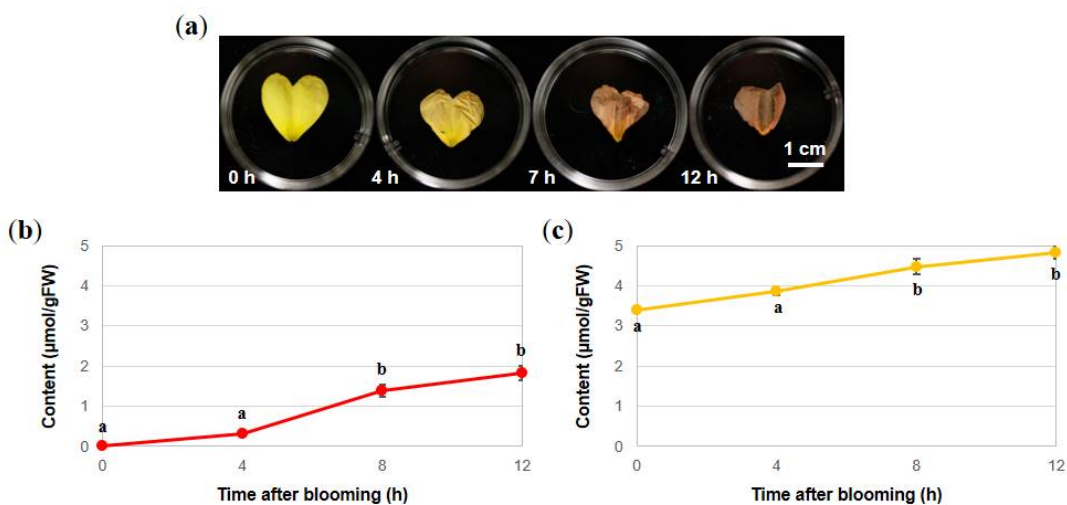 (a)
0 h 4 h 7 h 12 h 1 cm
(b)
Content (µmol/gFW)
5
4
3
2
1
0
a
a
b
b
0 4 8 12
Time after blooming (h)
(c)
Content (µmol/gFW)
5
4
3
2
1
0
a
a
b
b
0 4 8 12
Time after blooming (h)